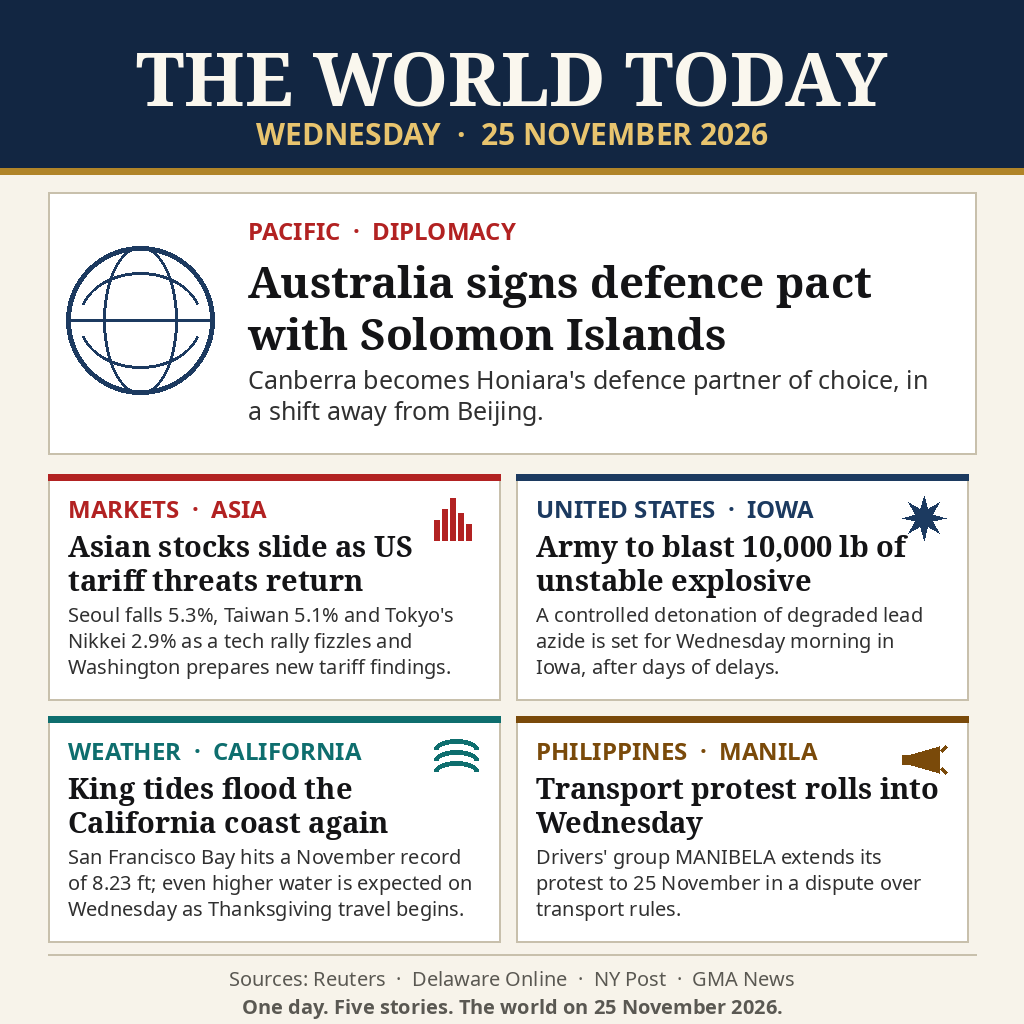 THE WORLD TODAY
WEDNESDAY · 25 NOVEMBER 2026
PACIFIC · DIPLOMACY
Australia signs defence pact
with Solomon Islands
Canberra becomes Honiara's defence partner of choice, in
a shift away from Beijing.
MARKETS · ASIA
Asian stocks slide as US
tariff threats return
Seoul falls 5.3%, Taiwan 5.1% and Tokyo's
Nikkei 2.9% as a tech rally fizzles and
Washington prepares new tariff findings.
UNITED STATES · IOWA
Army to blast 10,000 lb of
unstable explosive
A controlled detonation of degraded lead
azide is set for Wednesday morning in
Iowa, after days of delays.
WEATHER · CALIFORNIA
King tides flood the
California coast again
San Francisco Bay hits a November record
of 8.23 ft; even higher water is expected on
Wednesday as Thanksgiving travel begins.
PHILIPPINES · MANILA
Transport protest rolls into
Wednesday
Drivers' group MANIBELA extends its
protest to 25 November in a dispute over
transport rules.
Sources: Reuters · Delaware Online · NY Post · GMA News
One day. Five stories. The world on 25 November 2026.